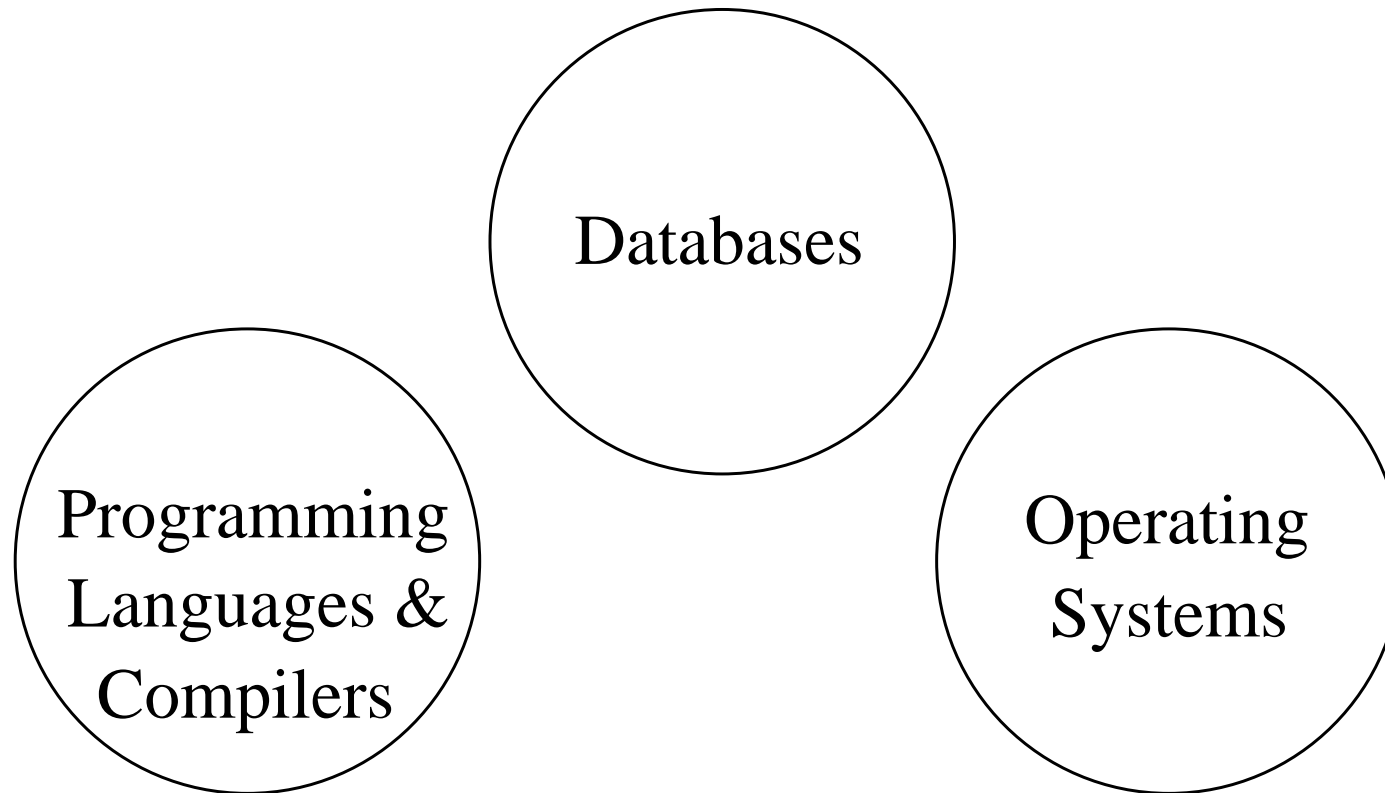 Databases
Programming
Languages &
Compilers
Operating
Systems